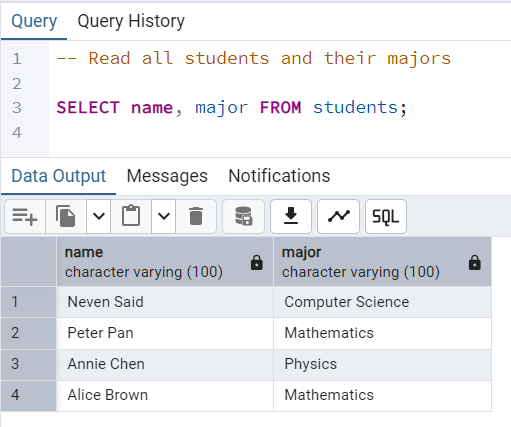 Query Query History
1 -- Read all students and their majors
2
3 SELECT name, major FROM students;
4
Data Output Messages Notifications
SQL
name major
character varying (100) character varying (100)
1 Neven Said Computer Science
2 Peter Pan Mathematics
3 Annie Chen Physics
4 Alice Brown Mathematics